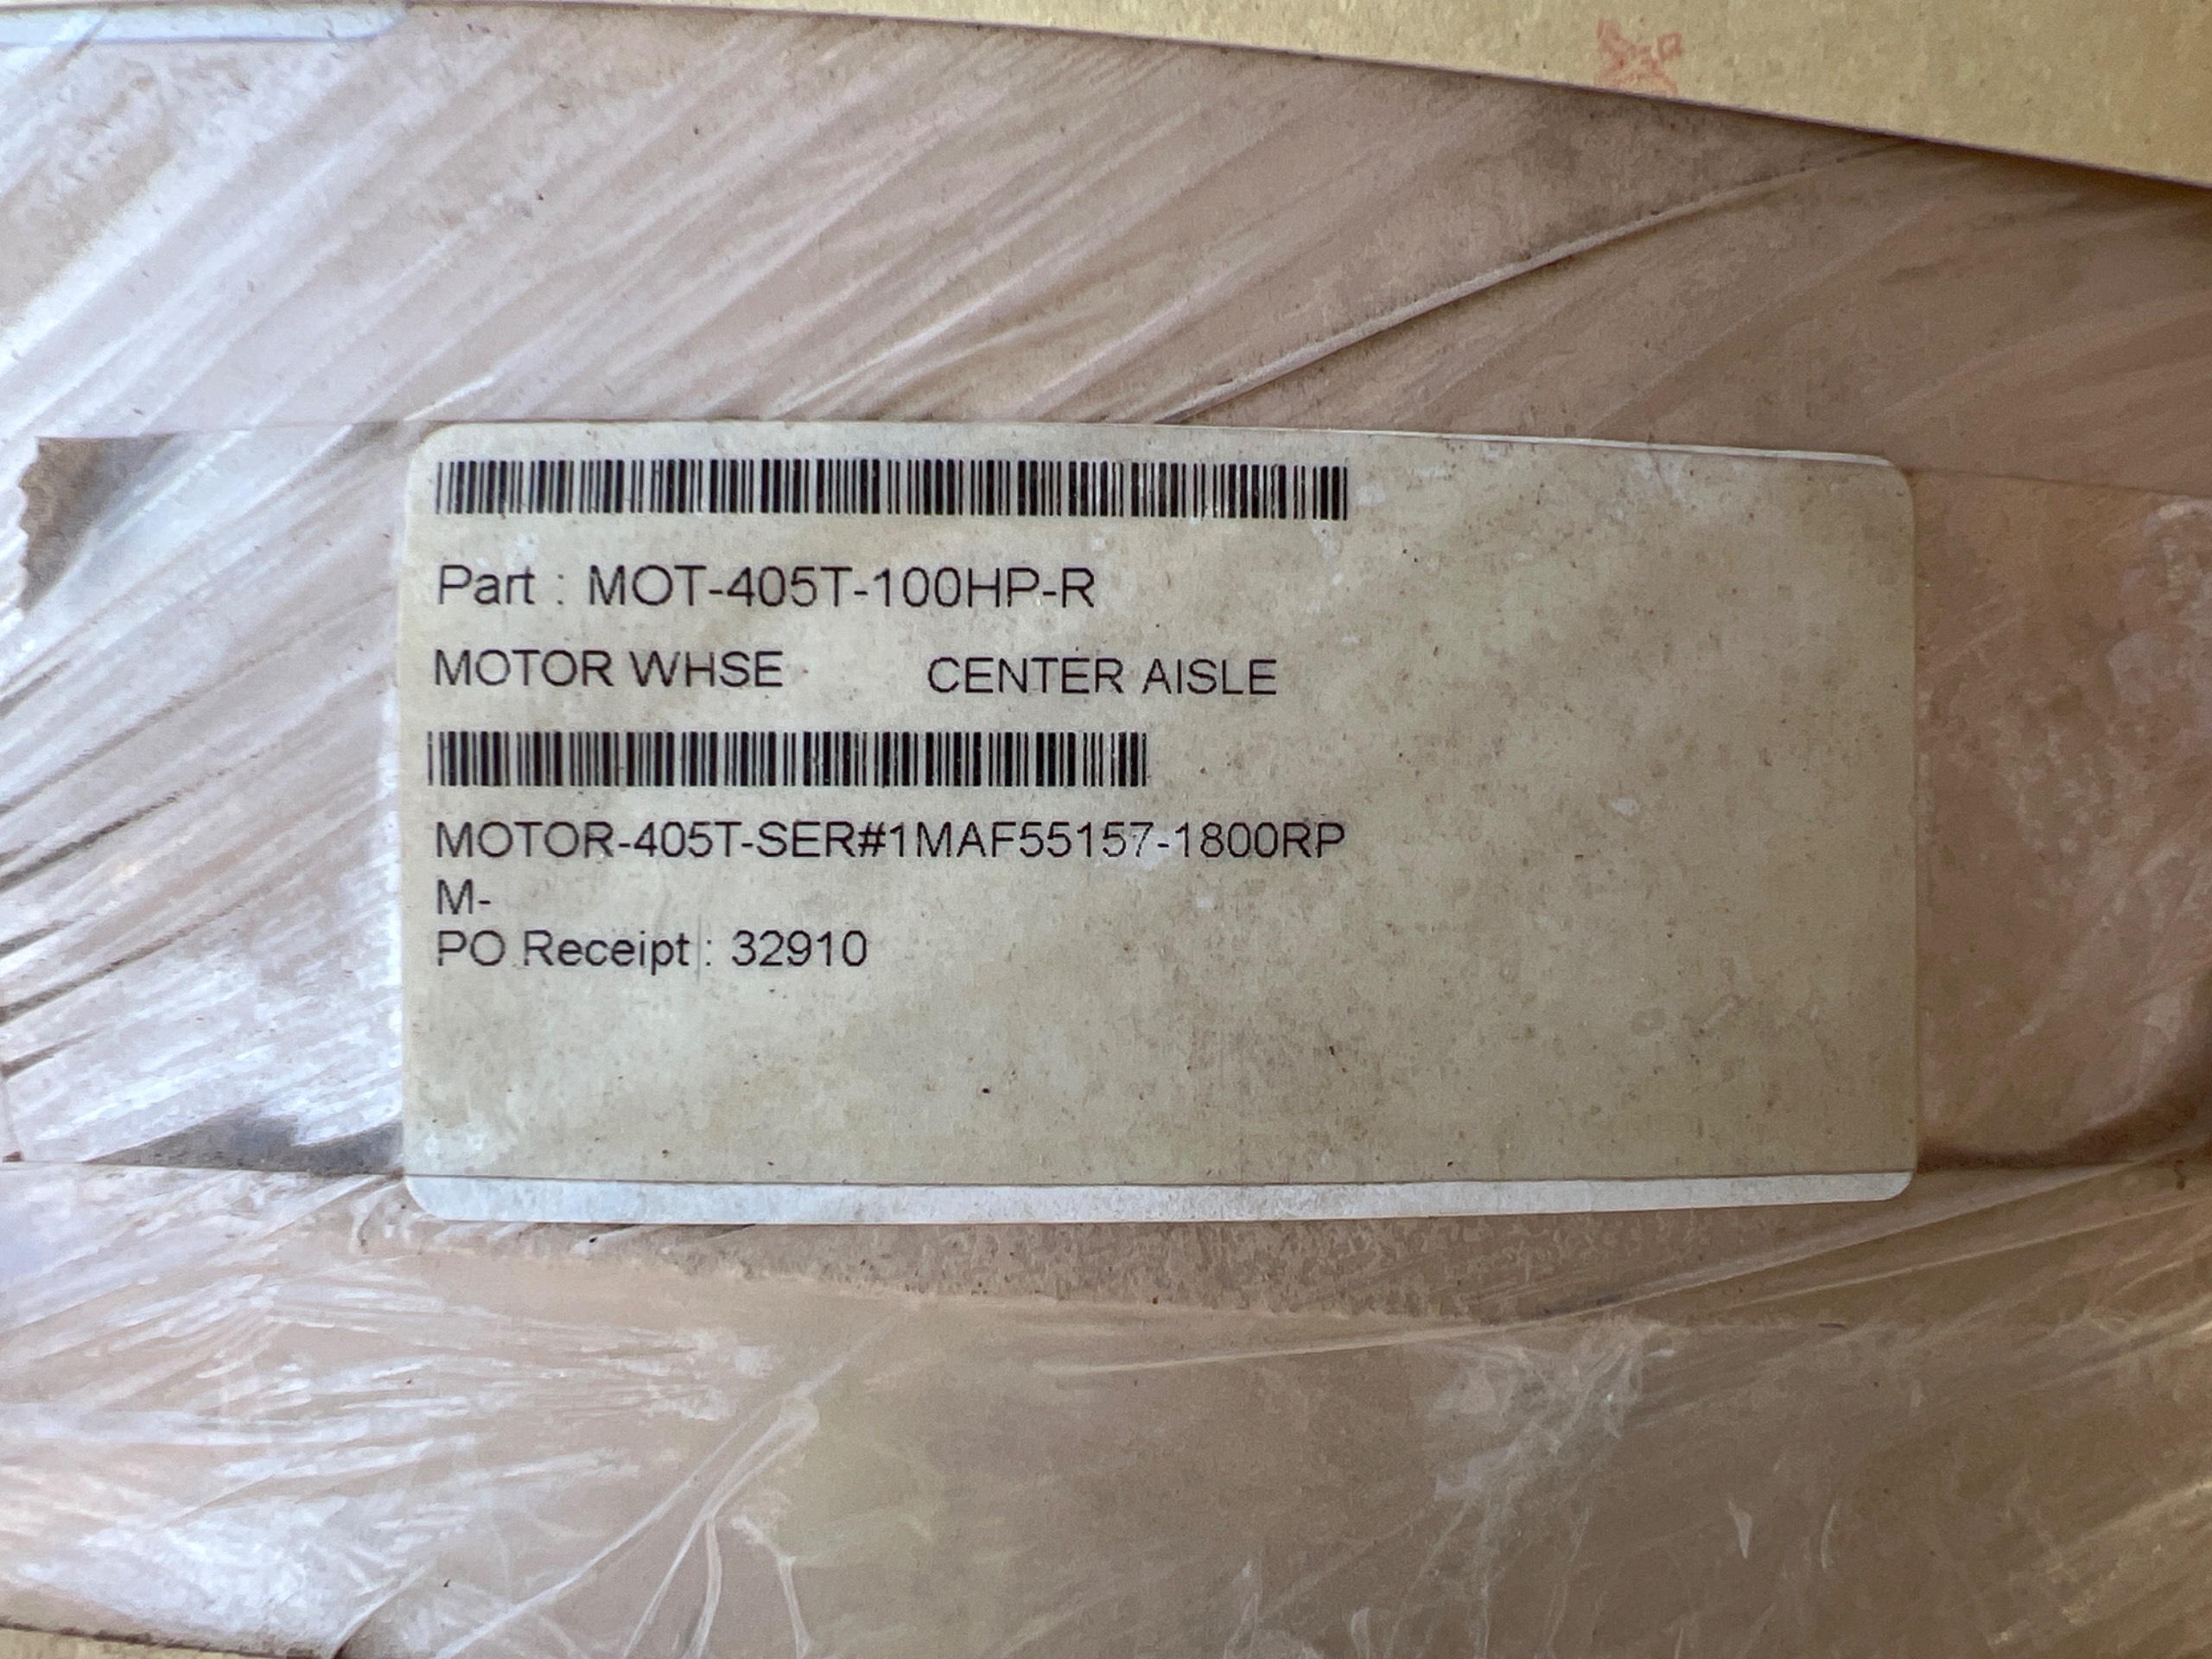 Part : MOT-405T-100HP-R
MOTOR WHSE CENTER AISLE
MOTOR-405T-SER#1MAF55157-1800RP
M-
PO Receipt : 32910